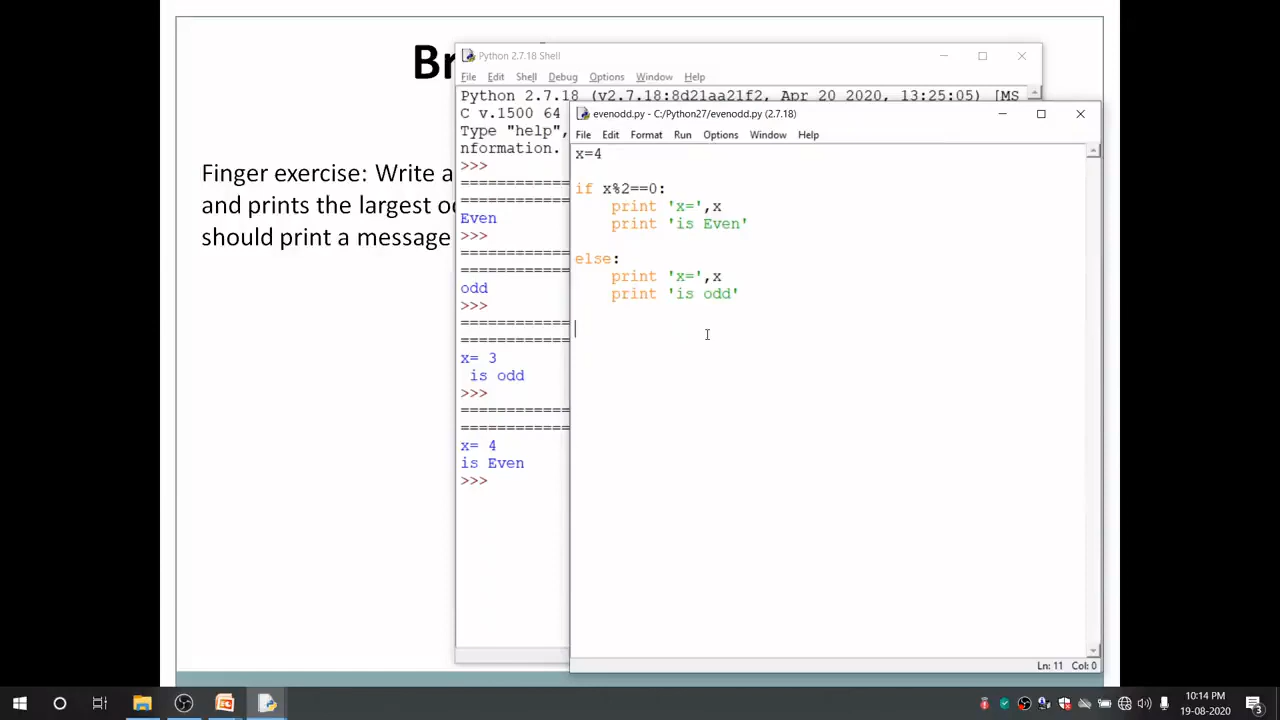 Br
Finger exercise: Write a
and prints the largest o
should print a message
Python 2.7.18 Shell
File Edit Shell Debug Options Window Help
Python 2.7.18 (v2.7.18:8d21aa21f2, Apr 20 2020, 13:25:05) [MS
C v.1500 64
Type "help",
nformation.
>>>
============
============
Even
>>>
============
============
odd
>>>
============
============
x= 3
 is odd
>>>
============
============
x= 4
is Even
>>>
evenodd.py - C:/Python27/evenodd.py (2.7.18)
File Edit Format Run Options Window Help
x=4
if x%2==0:
    print 'x=',x
    print 'is Even'
else:
    print 'x=',x
    print 'is odd'
Ln: 11 Col: 0
10:14 PM
19-08-2020
3